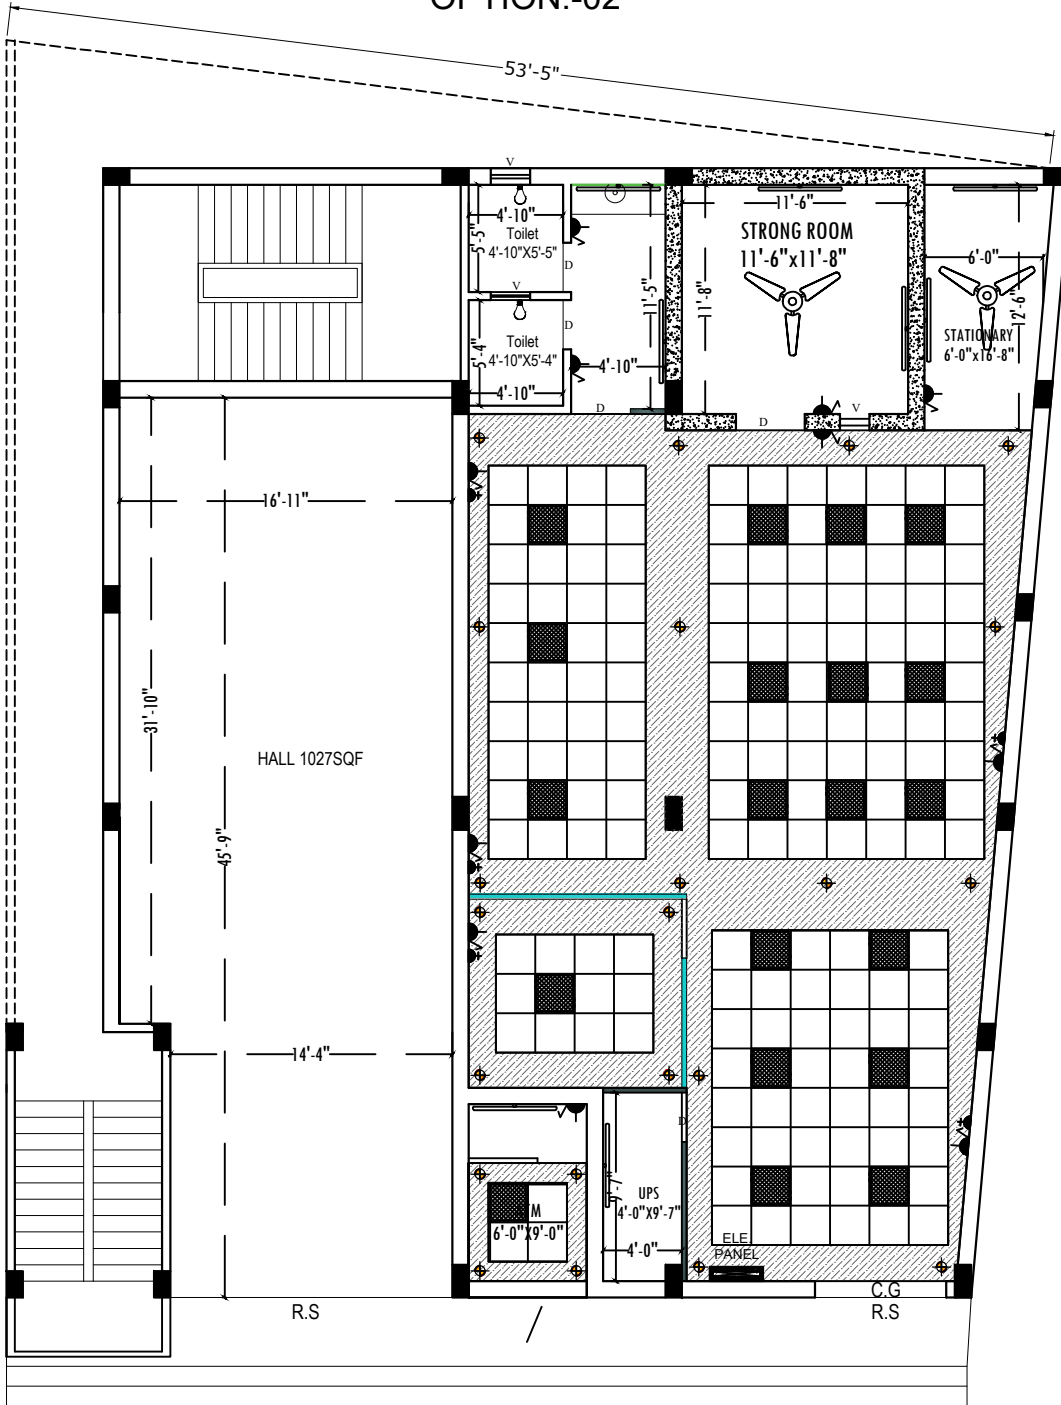 OPTION:-02
53'-5"
V
4'-10"
Toilet
4'-10"X5'-5"
5'-5"
D
V
Toilet
4'-10"X5'-4"
5'-4"
4'-10"
D
11'-5"
4'-10"
D
11'-6"
STRONG ROOM
11'-6"x11'-8"
11'-8"
D
V
6'-0"
12'-6"
STATIONARY
6'-0"x16'-8"
16'-11"
31'-10"
HALL 1027SQF
45'-9"
14'-4"
D
9'-7"
UPS
4'-0"X9'-7"
4'-0"
6'-0"X9'-0"
ELE
PANEL
C.G
R.S
R.S